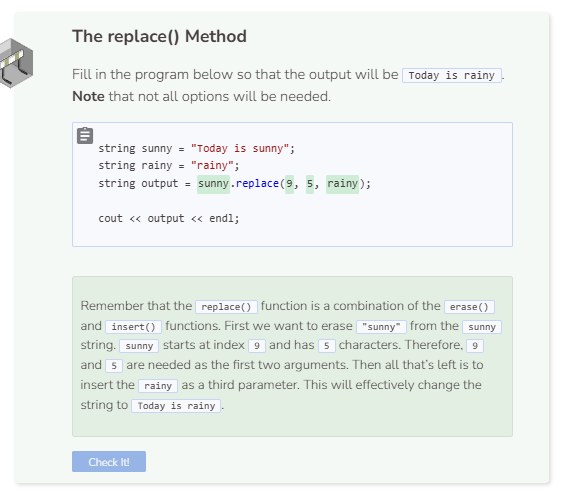 The replace() Method
Fill in the program below so that the output will be Today is rainy.
Note that not all options will be needed.
string sunny = "Today is sunny";
string rainy = "rainy";
string output = sunny.replace(9, 5, rainy);
cout << output << endl;
Remember that the replace() function is a combination of the erase()
and insert() functions. First we want to erase "sunny" from the sunny
string. sunny starts at index 9 and has 5 characters. Therefore, 9
and 5 are needed as the first two arguments. Then all that's left is to
insert the rainy as a third parameter. This will effectively change the
string to Today is rainy.
Check It!